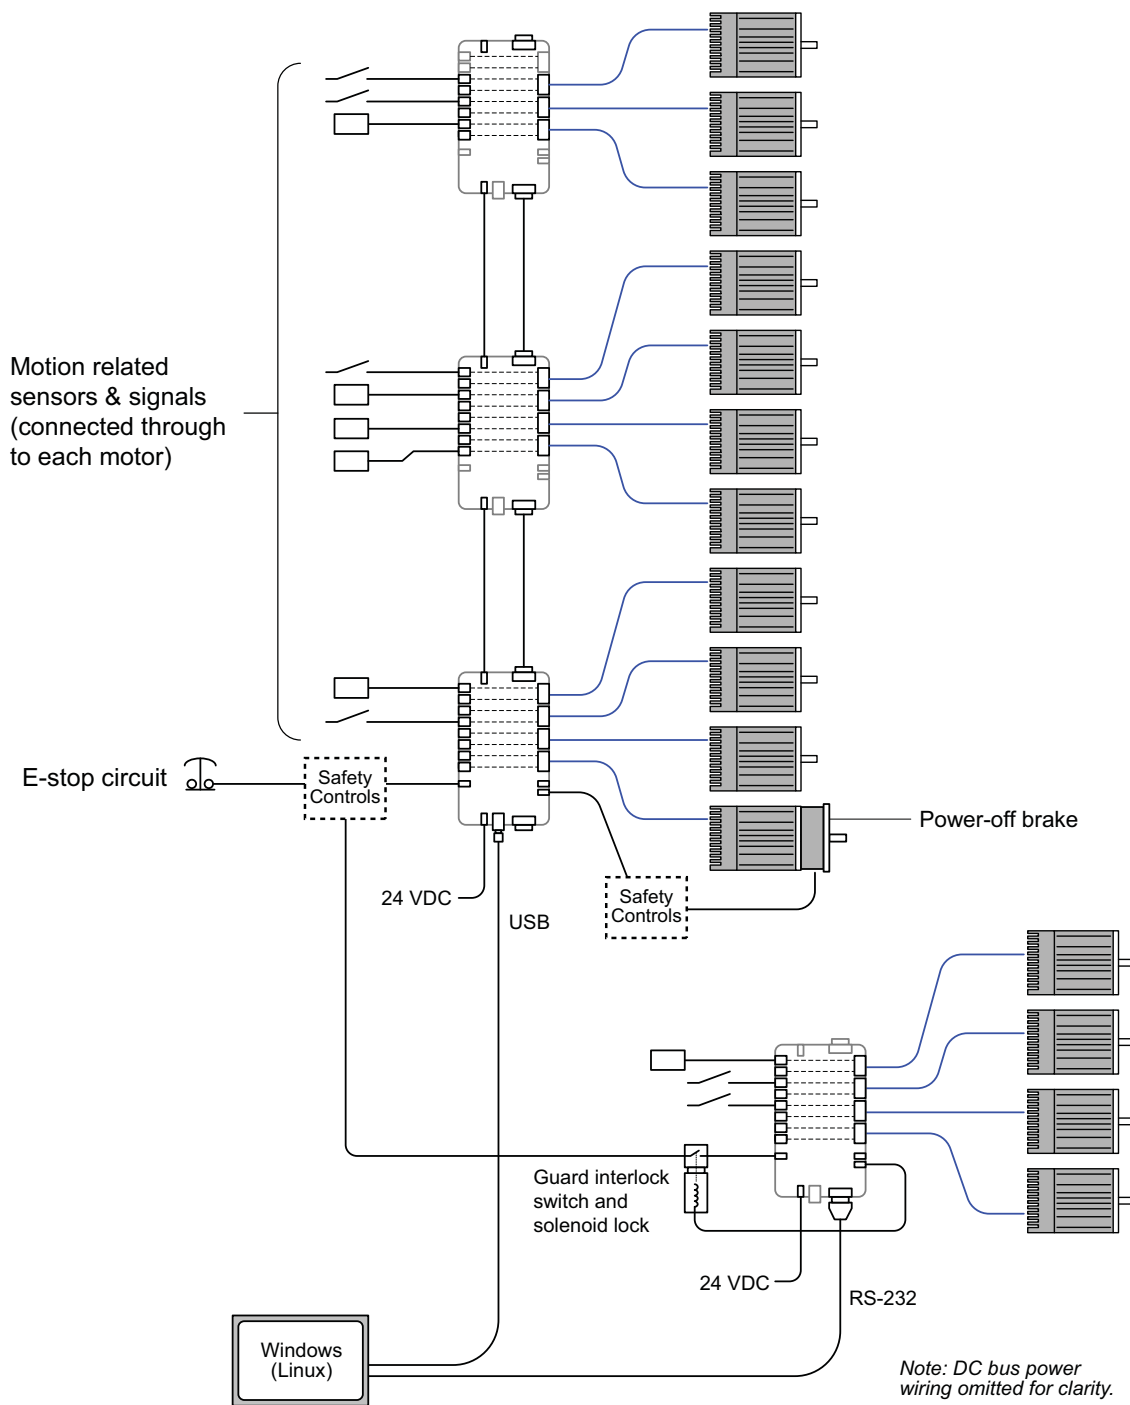 Motion related
sensors & signals
(connected through
to each motor)
E-stop circuit
Safety
Controls
Power-off brake
24 VDC
USB
Safety
Controls
Guard interlock
switch and
solenoid lock
24 VDC
RS-232
Windows
(Linux)
Note: DC bus power
wiring omitted for clarity.